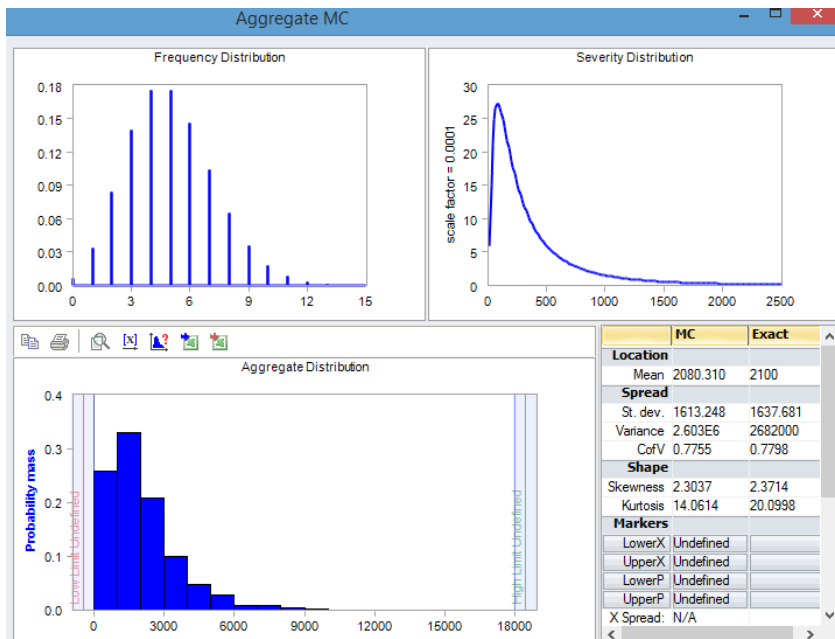 Aggregate MC
Frequency Distribution
0.18
0.15
0.12
0.09
0.06
0.03
0.00
0 3 6 9 12 15
Severity Distribution
scale factor = 0.0001
30
25
20
15
10
5
0
0 500 1000 1500 2000 2500
[X]
?
Aggregate Distribution
Probability mass
0.4
0.3
0.2
0.1
0.0
Low Limit Undefined
High Limit Undefined
0 3000 6000 9000 12000 15000 18000
MC Exact
Location
Mean 2080.310 2100
Spread
St. dev. 1613.248 1637.681
Variance 2.603E6 2682000
CofV 0.7755 0.7798
Shape
Skewness 2.3037 2.3714
Kurtosis 14.0614 20.0998
Markers
LowerX Undefined
UpperX Undefined
LowerP Undefined
UpperP Undefined
X Spread: N/A